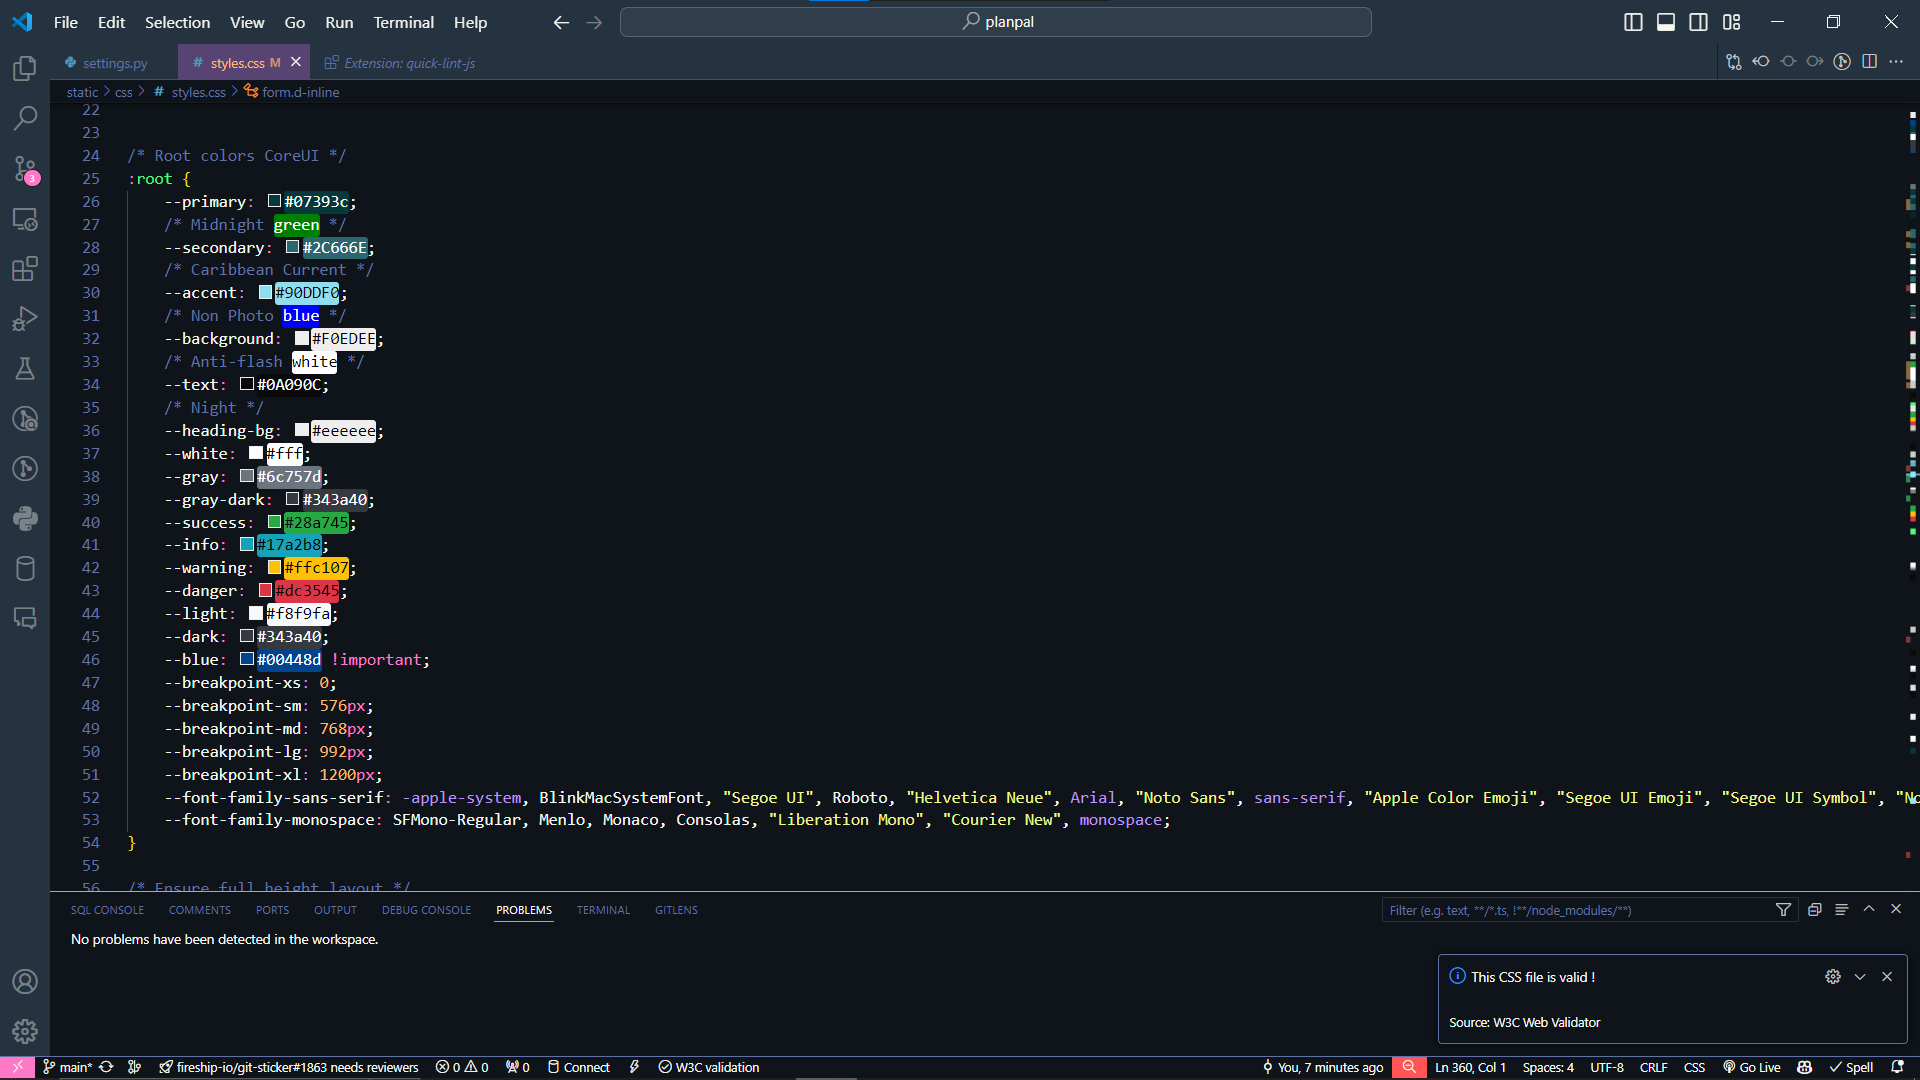 File Edit Selection View Go Run Terminal Help
planpal
settings.py
# styles.css M
Extension: quick-lint-js
static > css > # styles.css > form.d-inline
22
23
24 /* Root colors CoreUI */
25 :root {
26 --primary: #07393c;
27 /* Midnight green */
28 --secondary: #2C666E;
29 /* Caribbean Current */
30 --accent: #90DDF0;
31 /* Non Photo blue */
32 --background: #F0EDEE;
33 /* Anti-flash white */
34 --text: #0A090C;
35 /* Night */
36 --heading-bg: #eeeeee;
37 --white: #fff;
38 --gray: #6c757d;
39 --gray-dark: #343a40;
40 --success: #28a745;
41 --info: #17a2b8;
42 --warning: #ffc107;
43 --danger: #dc3545;
44 --light: #f8f9fa;
45 --dark: #343a40;
46 --blue: #00448d !important;
47 --breakpoint-xs: 0;
48 --breakpoint-sm: 576px;
49 --breakpoint-md: 768px;
50 --breakpoint-lg: 992px;
51 --breakpoint-xl: 1200px;
52 --font-family-sans-serif: -apple-system, BlinkMacSystemFont, "Segoe UI", Roboto, "Helvetica Neue", Arial, "Noto Sans", sans-serif, "Apple Color Emoji", "Segoe UI Emoji", "Segoe UI Symbol", "No
53 --font-family-monospace: SFMono-Regular, Menlo, Monaco, Consolas, "Liberation Mono", "Courier New", monospace;
54 }
55
56 /* Ensure full height layout */
3
SQL CONSOLE COMMENTS PORTS OUTPUT DEBUG CONSOLE PROBLEMS TERMINAL GITLENS
Filter (e.g. text, **/*.ts, !**/node_modules/**)
No problems have been detected in the workspace.
This CSS file is valid !
Source: W3C Web Validator
main* fireship-io/git-sticker#1863 needs reviewers 0 0 0 Connect W3C validation You, 7 minutes ago Ln 360, Col 1 Spaces: 4 UTF-8 CRLF CSS Go Live Spell